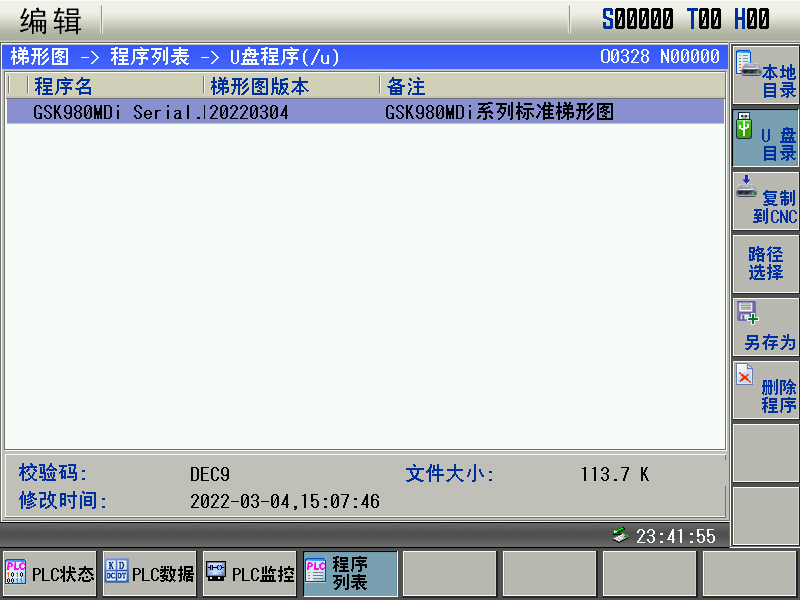 编辑 S00000 T00 H00
梯形图 -> 程序列表 -> U盘程序(/u) O0328 N00000
程序名 梯形图版本 备注
GSK980MDi Serial. 20220304 GSK980MDi系列标准梯形图
本地
目录
U 盘
目录
复制
到CNC
路径
选择
另存为
删除
程序
校验码: DEC9 文件大小: 113.7 K
修改时间: 2022-03-04,15:07:46
23:41:55
PLC PLC状态
PLC数据
PLC监控
PLC 程序
列表